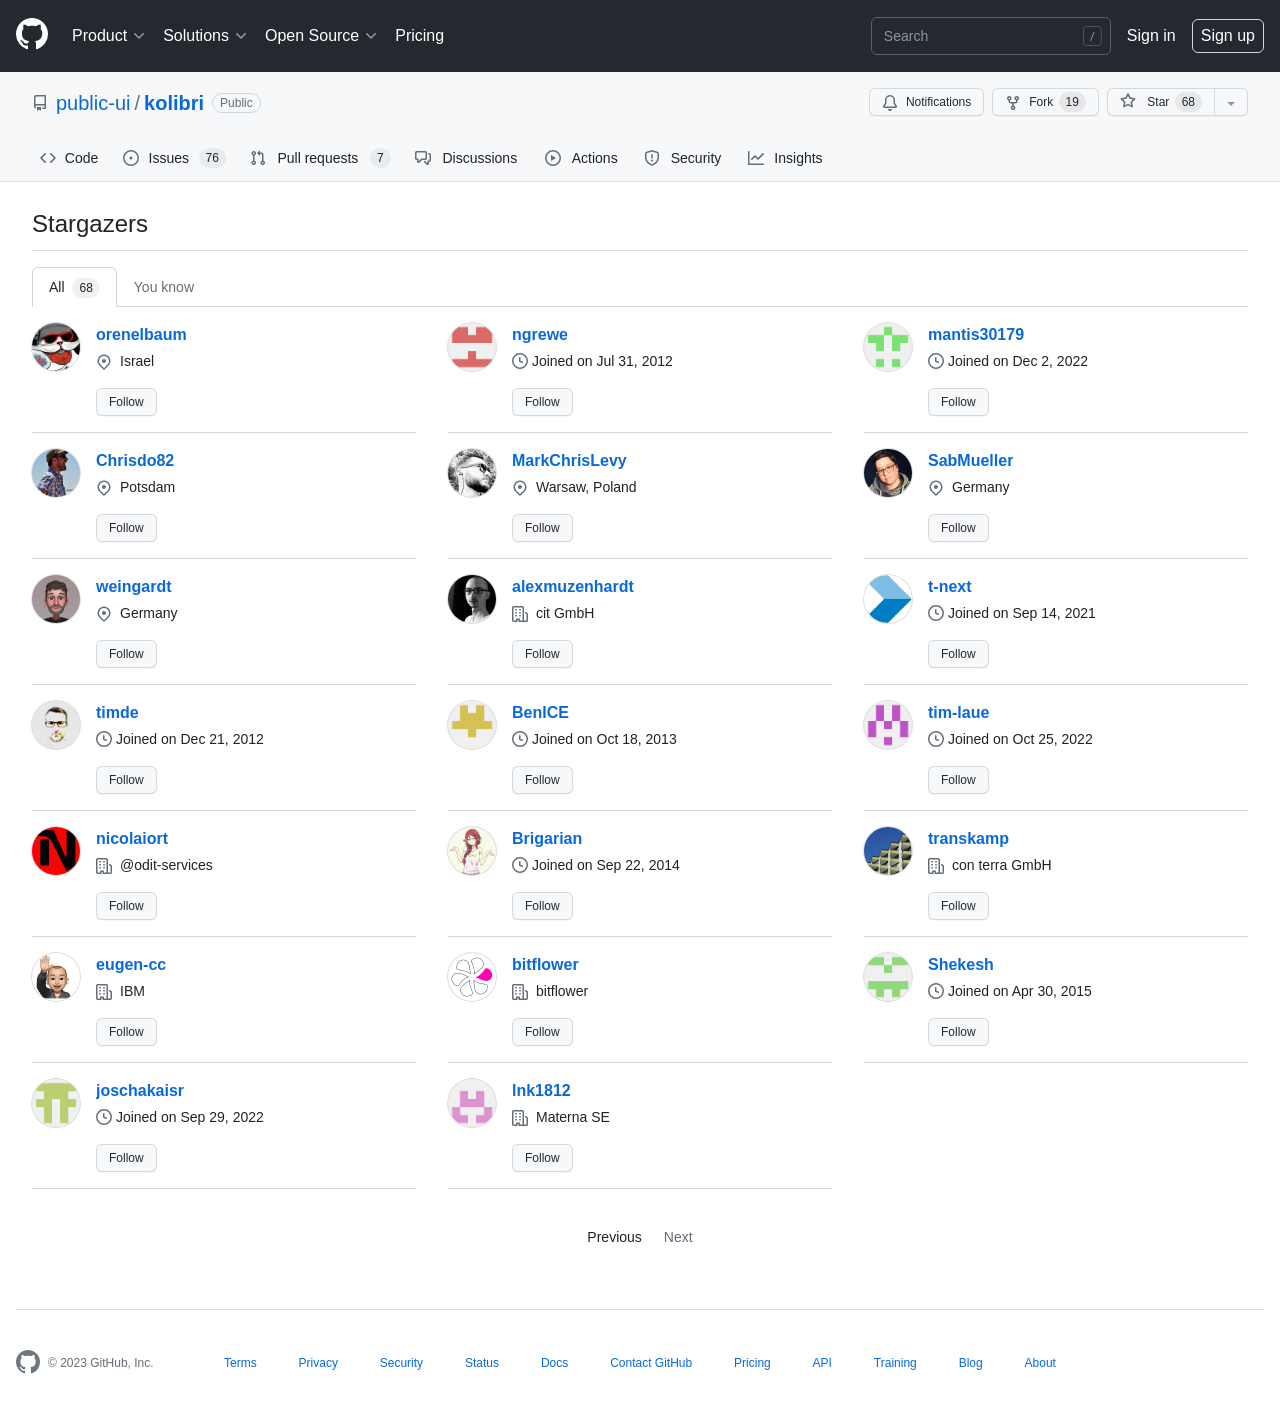 Product Solutions Open Source Pricing Search / Sign in Sign up
public-ui / kolibri Public Notifications Fork 19 Star 68
Code Issues 76 Pull requests 7 Discussions Actions Security Insights
Stargazers
All 68 You know
orenelbaum ngrewe mantis30179
Israel Joined on Jul 31, 2012 Joined on Dec 2, 2022
Follow Follow Follow
Chrisdo82 MarkChrisLevy SabMueller
Potsdam Warsaw, Poland Germany
Follow Follow Follow
weingardt alexmuzenhardt t-next
Germany cit GmbH Joined on Sep 14, 2021
Follow Follow Follow
timde BenICE tim-laue
Joined on Dec 21, 2012 Joined on Oct 18, 2013 Joined on Oct 25, 2022
Follow Follow Follow
nicolaiort Brigarian transkamp
@odit-services Joined on Sep 22, 2014 con terra GmbH
Follow Follow Follow
eugen-cc bitflower Shekesh
IBM bitflower Joined on Apr 30, 2015
Follow Follow Follow
joschakaisr lnk1812
Joined on Sep 29, 2022 Materna SE
Follow Follow
Previous Next
© 2023 GitHub, Inc. Terms Privacy Security Status Docs Contact GitHub Pricing API Training Blog About